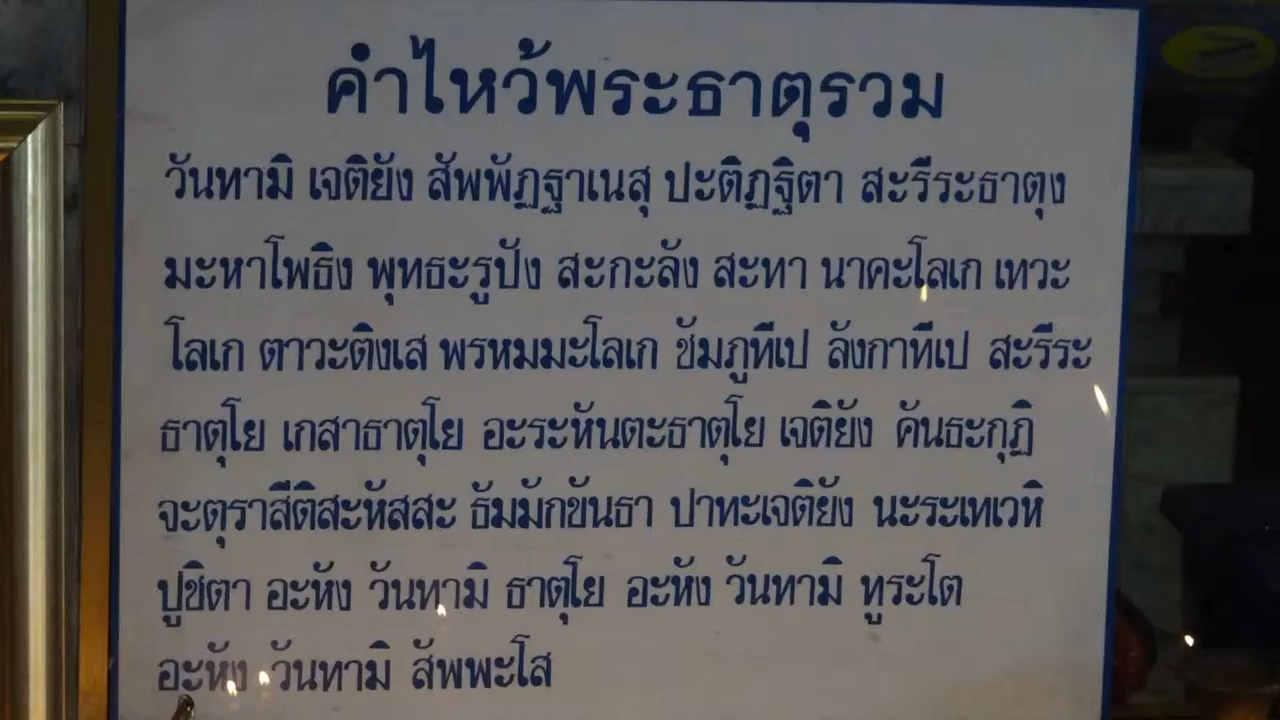 คำไหว้พระธาตุรวม
วันทามิ เจติยัง สัพพัฏฐาเนสุ ปะติฏฐิตา สะรีระธาตุง
มะหาโพธิง พุทธะรูปัง สะกะลัง สะทา นาคะโลเก เทวะ
โลเก ตาวะติงเส พรหมมะโลเก ชัมภูทีเป ลังกาทีเป สะรีระ
ธาตุโย เกสาธาตุโย อะระหันตะธาตุโย เจติยัง คันธะกุฏิ
จะตุราสีติสะหัสสะ ธัมมักขันธา ปาทะเจติยัง นะระเทเวหิ
ปูชิตา อะหัง วันทามิ ธาตุโย อะหัง วันทามิ ทูระโต
อะหัง วันทามิ สัพพะโส